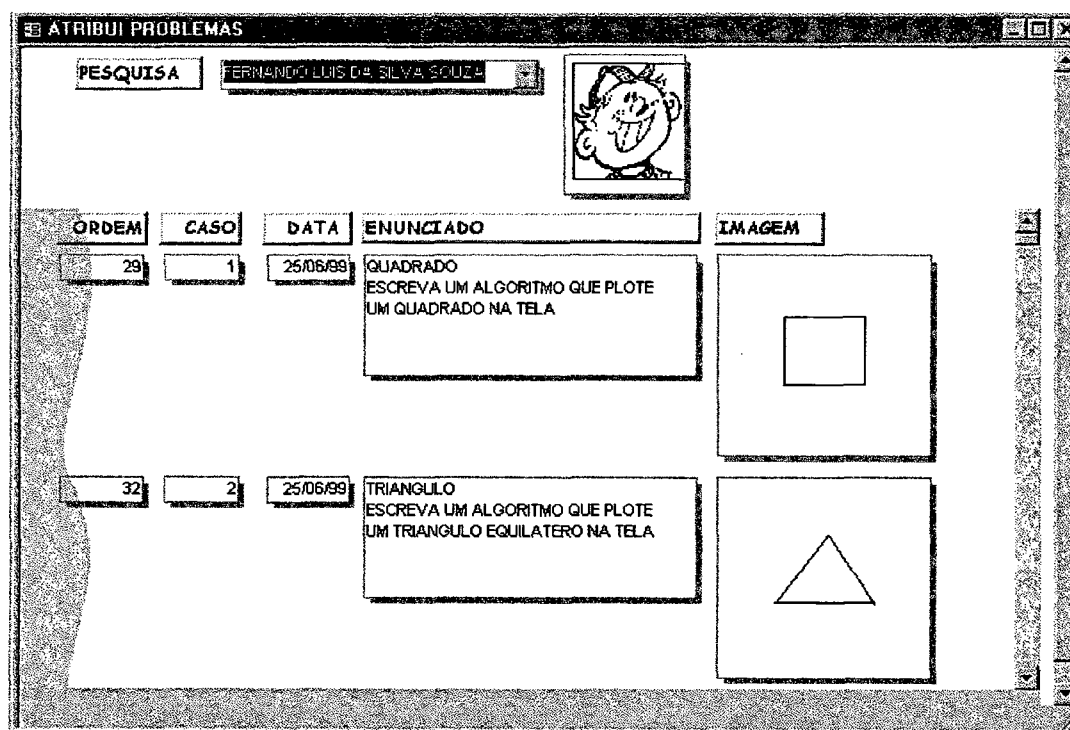 ATRIBUI PROBLEMAS
PESQUISA
FERNANDO LUIS DA SILVA SOUZA
ORDEM CASO DATA ENUNCIADO IMAGEM
29 1 25/06/99 QUADRADO
ESCREVA UM ALGORITMO QUE PLOTE
UM QUADRADO NA TELA
32 2 25/06/99 TRIANGULO
ESCREVA UM ALGORITMO QUE PLOTE
UM TRIANGULO EQUILATERO NA TELA